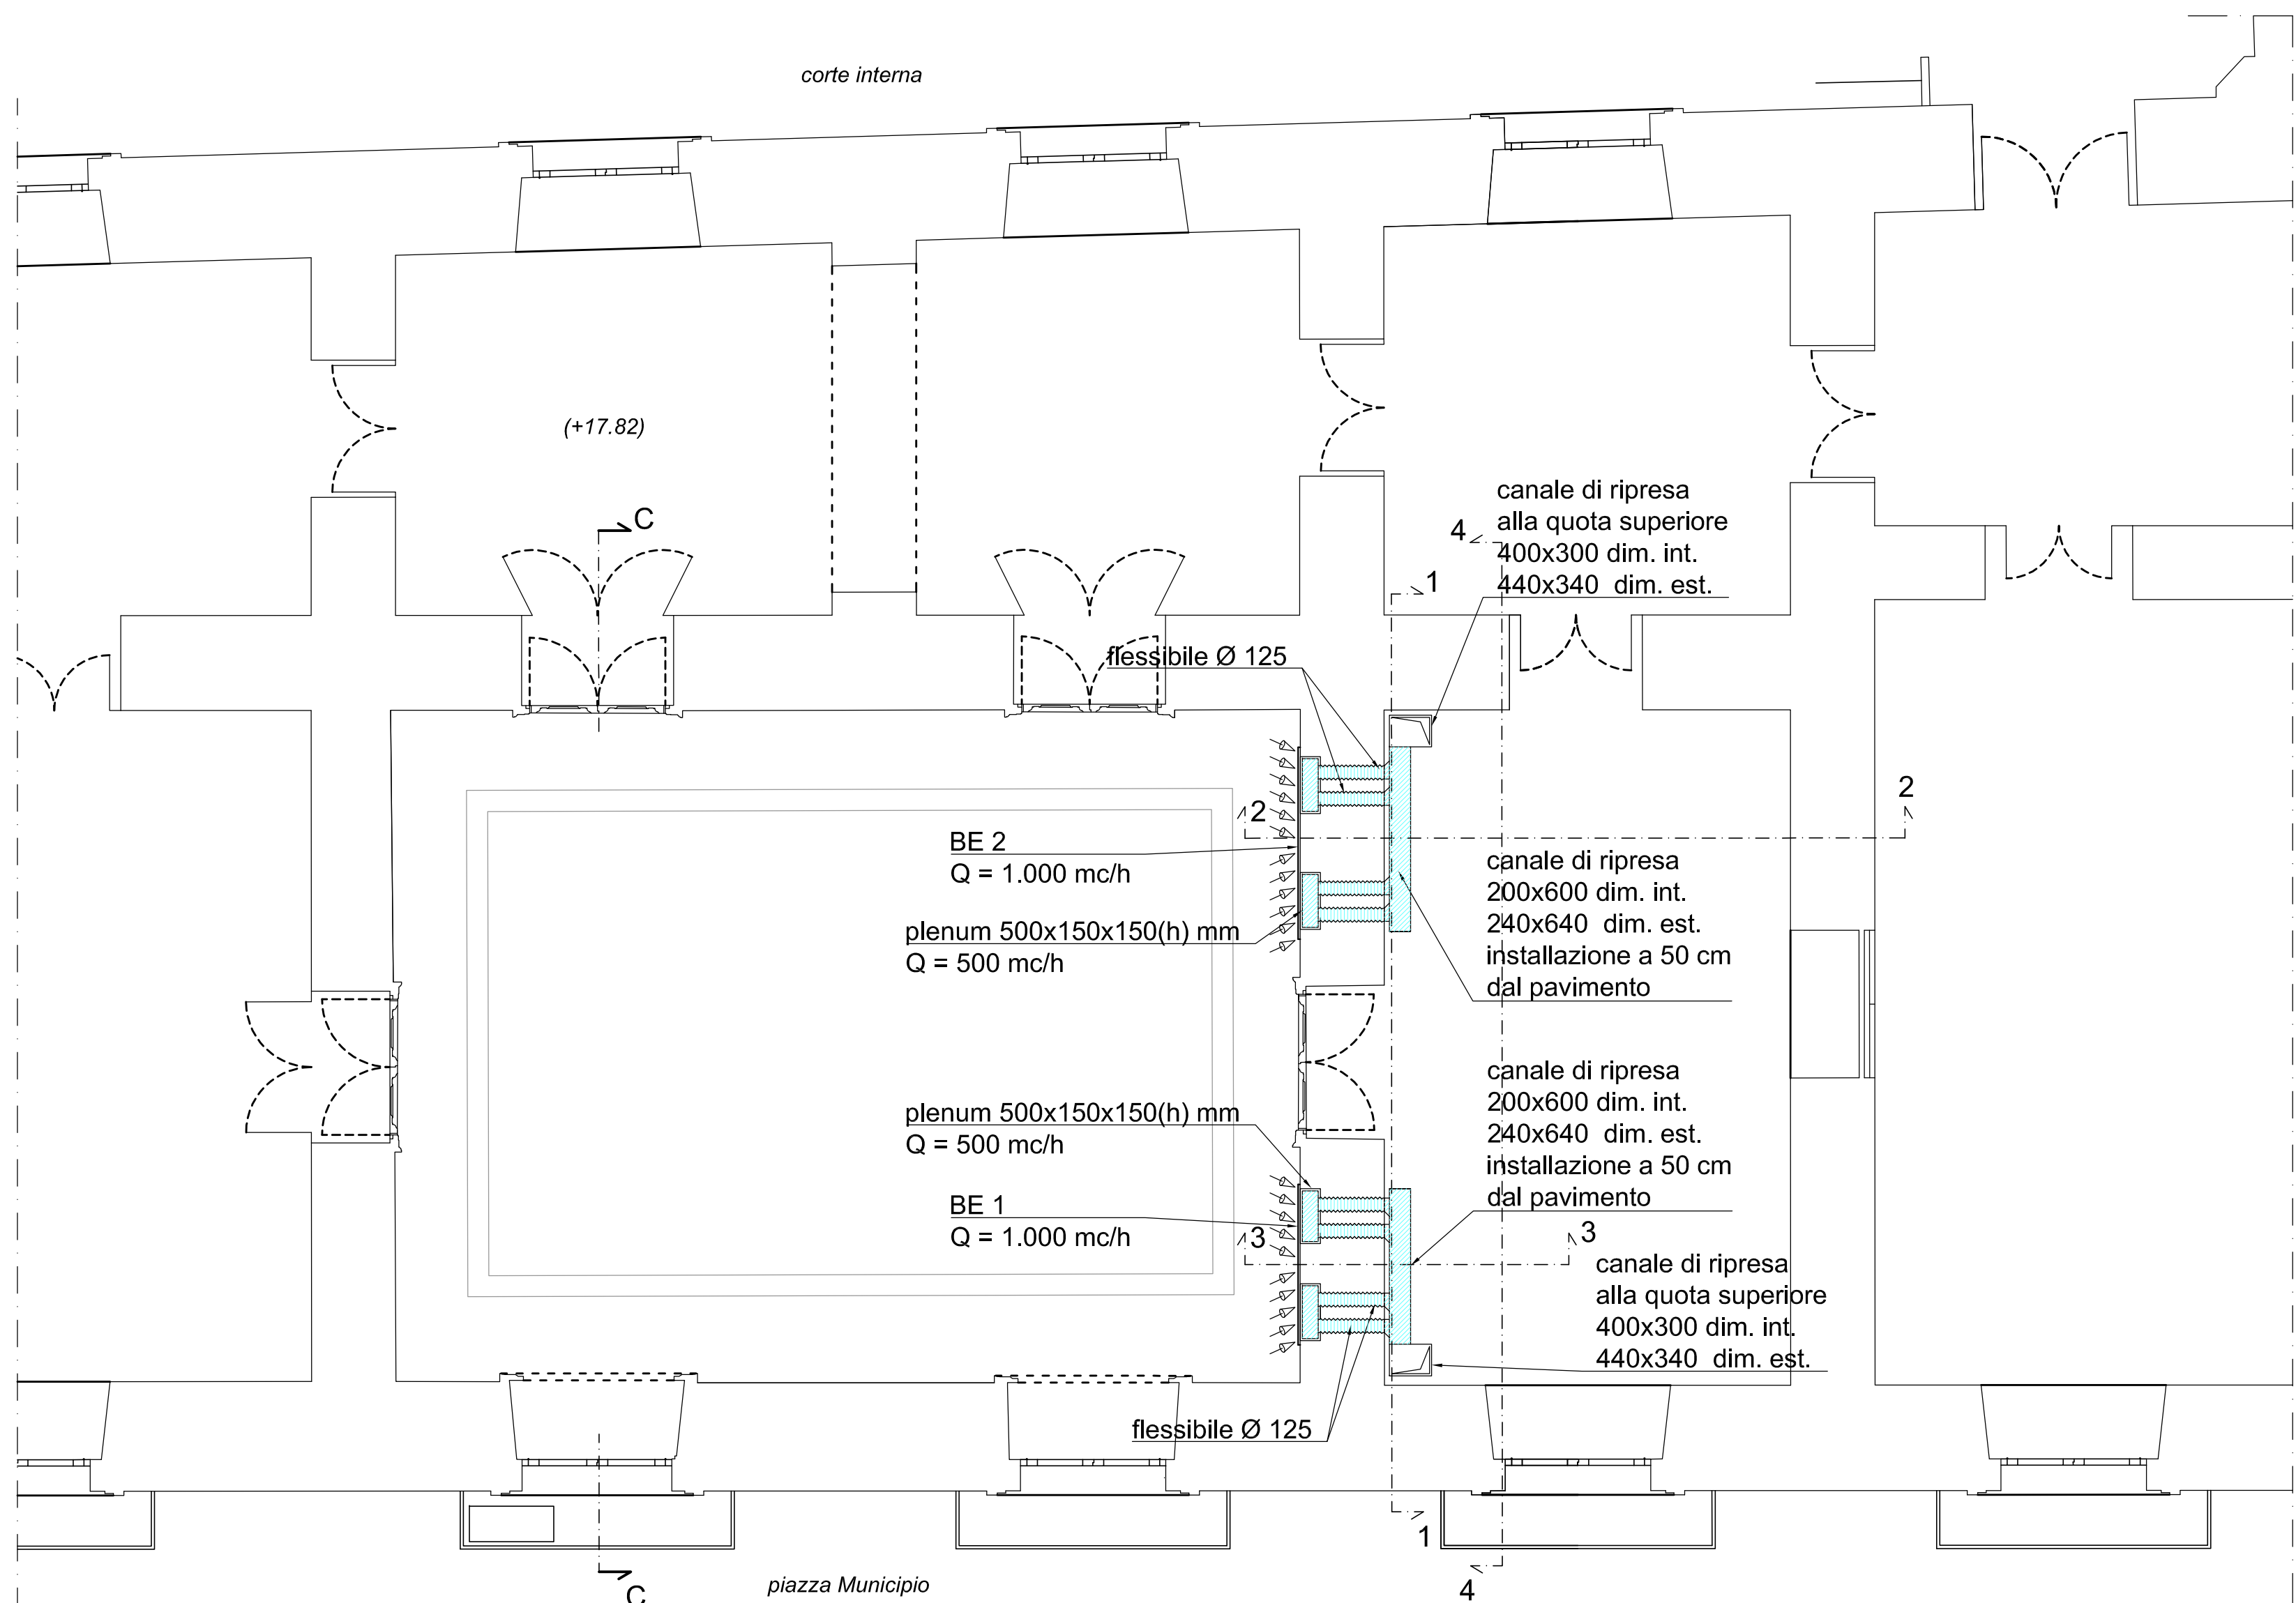 corte interna
(+17.82)
C
canale di ripresa
alla quota superiore
400x300 dim. int.
440x340 dim. est.
4
1
flessibile Ø 125
2
2
BE 2
Q = 1.000 mc/h
canale di ripresa
200x600 dim. int.
240x640 dim. est.
installazione a 50 cm
dal pavimento
plenum 500x150x150(h) mm
Q = 500 mc/h
canale di ripresa
200x600 dim. int.
240x640 dim. est.
installazione a 50 cm
dal pavimento
plenum 500x150x150(h) mm
Q = 500 mc/h
BE 1
Q = 1.000 mc/h
3
3
canale di ripresa
alla quota superiore
400x300 dim. int.
440x340 dim. est.
flessibile Ø 125
1
4
C
piazza Municipio